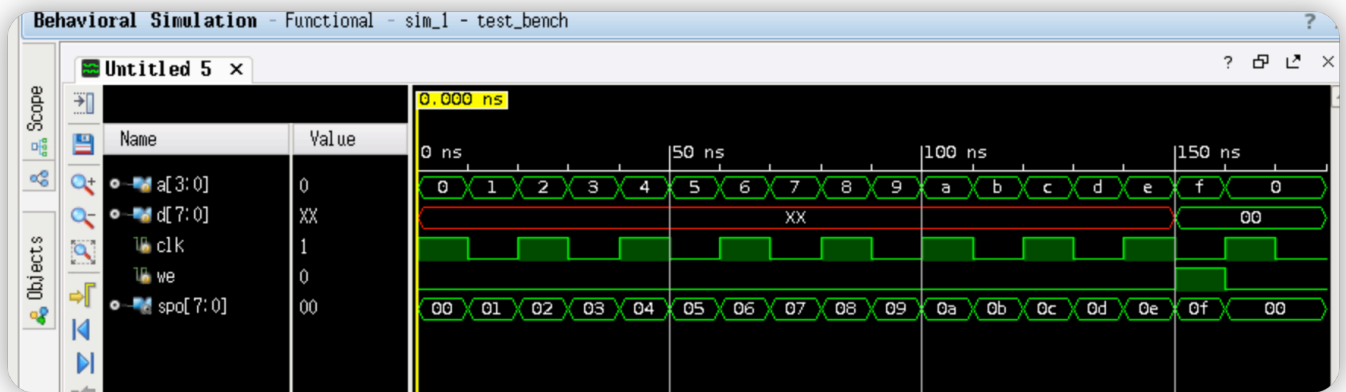 Behavioral Simulation - Functional - sim_1 - test_bench ?
Untitled 5 × ? ×
Scope
Objects
0.000 ns
Name Value
0 ns 50 ns 100 ns 150 ns
a[3:0] 0 0 1 2 3 4 5 6 7 8 9 a b c d e f 0
d[7:0] XX XX 00
clk 1
we 0
spo[7:0] 00 00 01 02 03 04 05 06 07 08 09 0a 0b 0c 0d 0e 0f 00